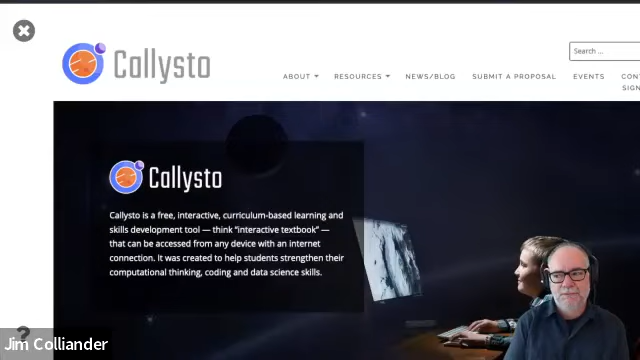 Callysto
Search ...
ABOUT RESOURCES NEWS/BLOG SUBMIT A PROPOSAL EVENTS
Callysto
Callysto is a free, interactive, curriculum-based learning and
skills development tool — think “interactive textbook” —
that can be accessed from any device with an internet
connection. It was created to help students strengthen their
computational thinking, coding and data science skills.
?
Jim Colliander